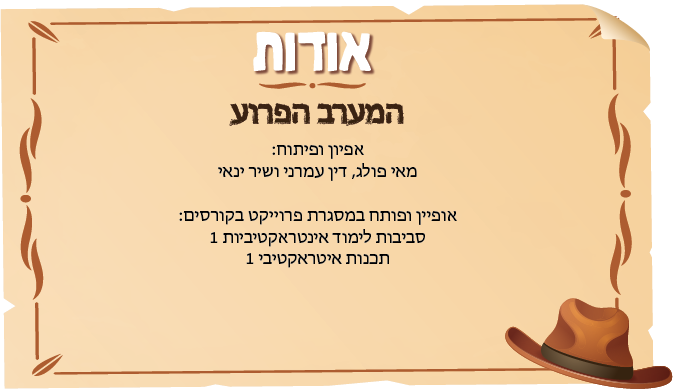 אודות
המערב הפרוע
אפיון ופיתוח:
מאי פולג, דין עמרני ושיר ינאי
אופיין ופותח במסגרת פרוייקט בקורסים:
סביבות לימוד אינטראקטיביות 1
תכנות איטראקטיבי 1